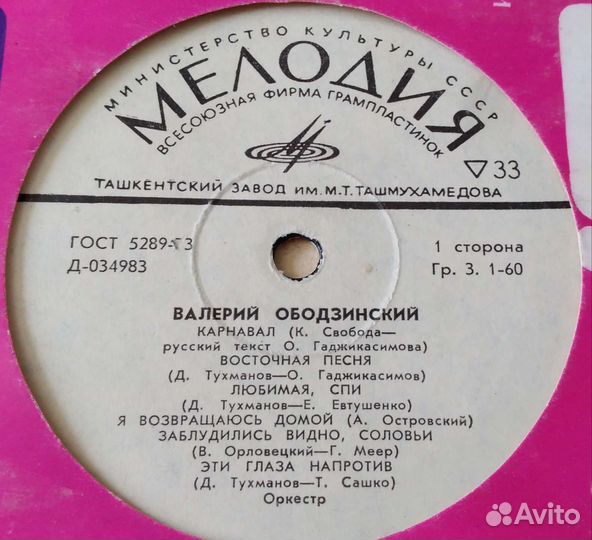 МИНИСТЕРСТВО КУЛЬТУРЫ СССР
МЕЛОДИЯ
ВСЕСОЮЗНАЯ ФИРМА ГРАМПЛАСТИНОК
▽33
ТАШКЕНТСКИЙ ЗАВОД ИМ. М.Т. ТАШМУХАМЕДОВА
ГОСТ 5289-73
Д-034983
1 сторона
Гр. 3. 1-60
ВАЛЕРИЙ ОБОДЗИНСКИЙ
КАРНАВАЛ (К. Свобода—
русский текст О. Гаджикасимова)
ВОСТОЧНАЯ ПЕСНЯ
(Д. Тухманов—О. Гаджикасимов)
ЛЮБИМАЯ, СПИ
(Д. Тухманов—Е. Евтушенко)
Я ВОЗВРАЩАЮСЬ ДОМОЙ (А. Островский)
ЗАБЛУДИЛИСЬ ВИДНО, СОЛОВЬИ
(В. Орловецкий—Г. Меер)
ЭТИ ГЛАЗА НАПРОТИВ
(Д. Тухманов—Т. Сашко)
Оркестр
Avito